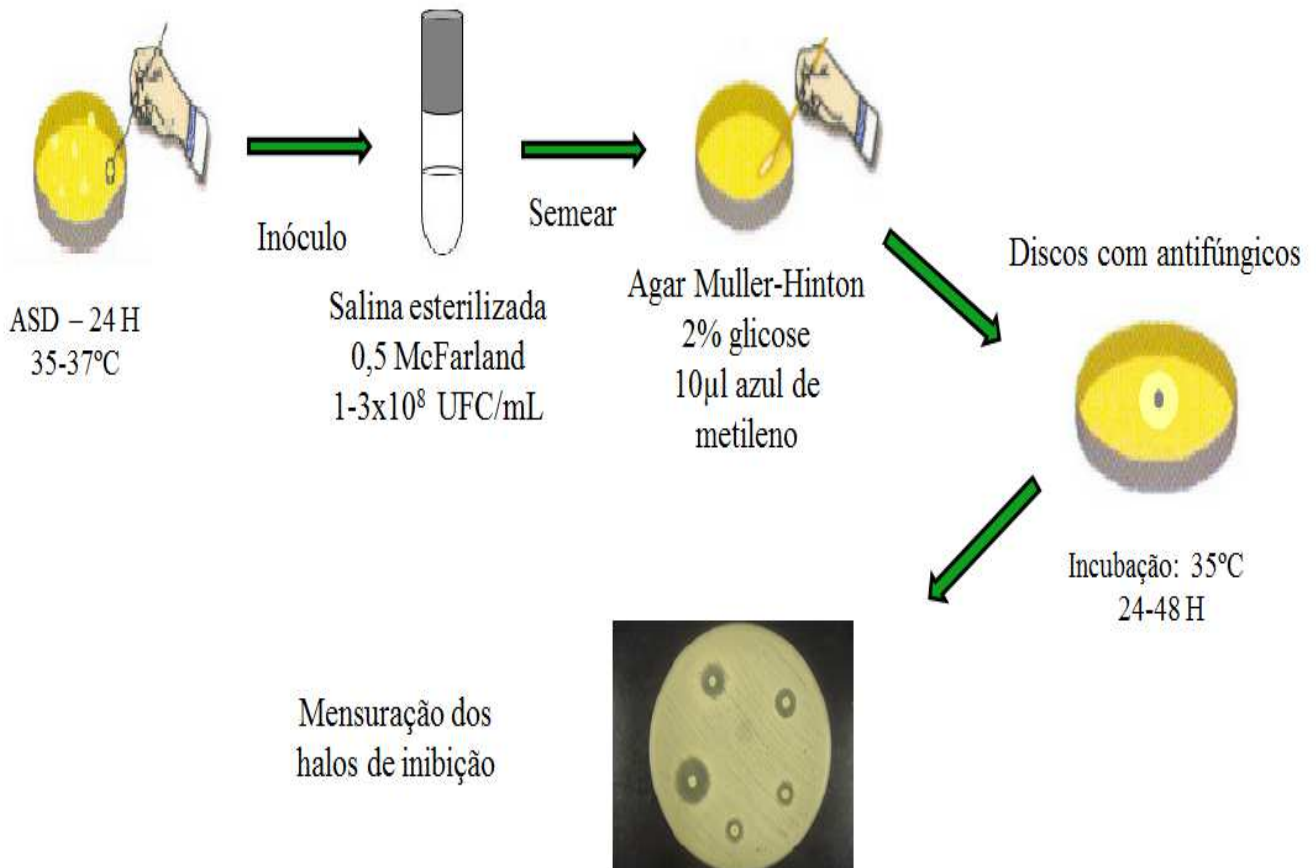 ASD – 24 H
35-37ºC
Inóculo
Salina esterilizada
0,5 McFarland
1-3x10⁸ UFC/mL
Semear
Agar Muller-Hinton
2% glicose
10µl azul de
metileno
Discos com antifúngicos
Incubação: 35ºC
24-48 H
Mensuração dos
halos de inibição